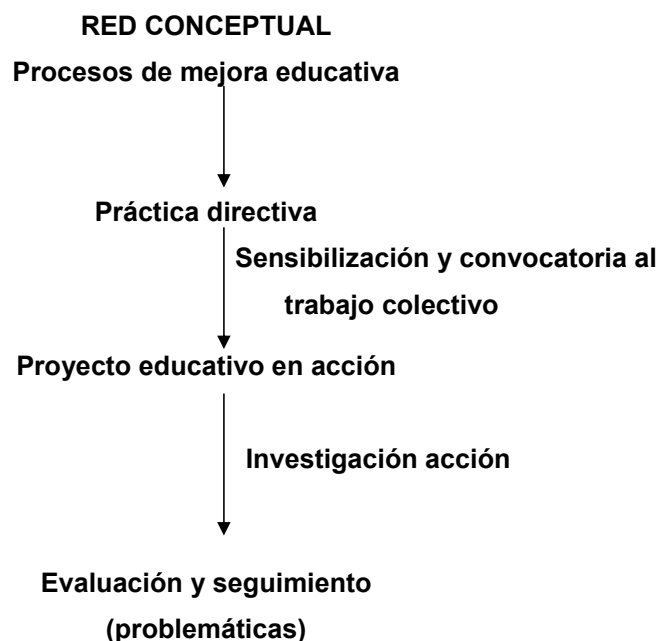 RED CONCEPTUAL
Procesos de mejora educativa
Práctica directiva
Sensibilización y convocatoria al
trabajo colectivo
Proyecto educativo en acción
Investigación acción
Evaluación y seguimiento
(problemáticas)